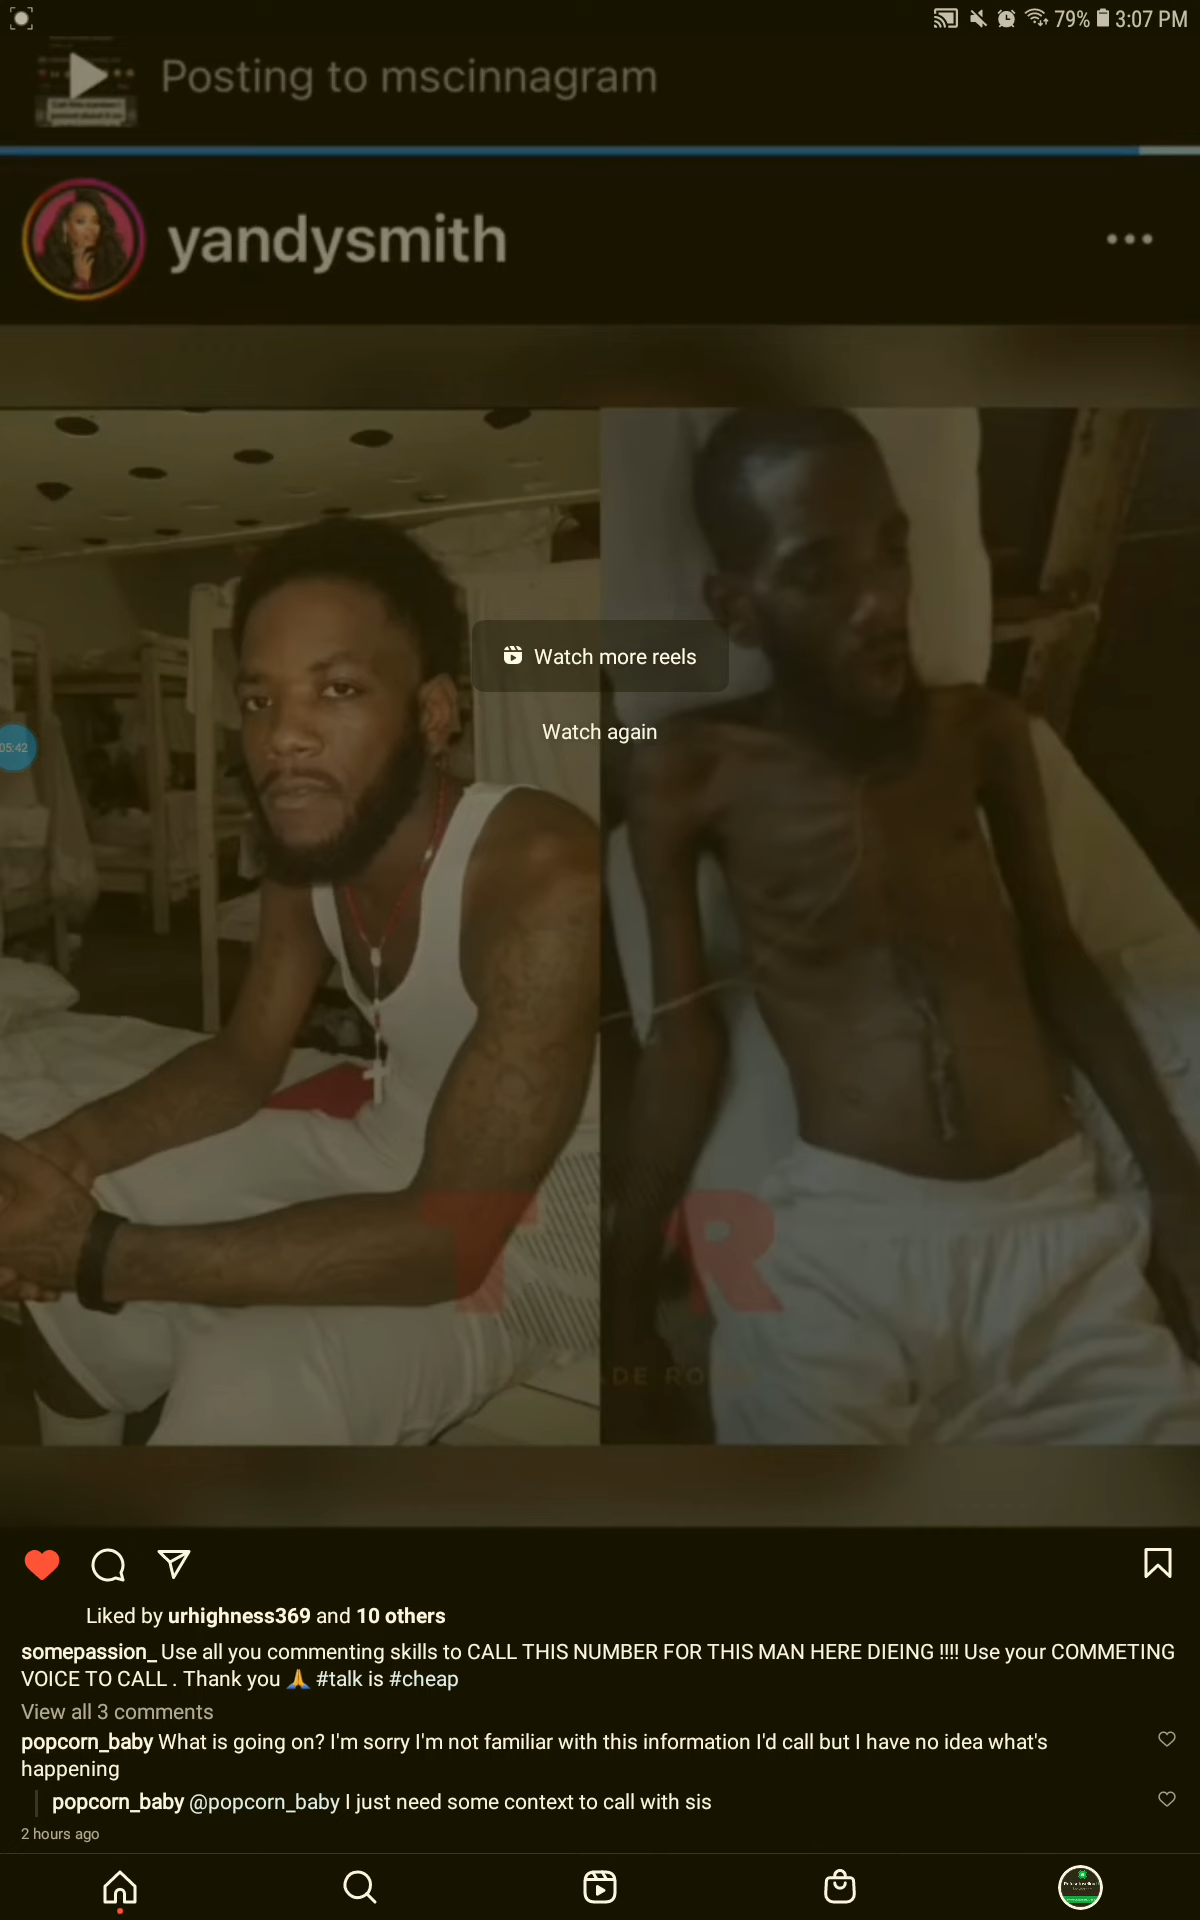 79% 3:07 PM
Posting to mscinnagram
yandysmith
Watch more reels
Watch again
05:42
T R
ADE RO
Liked by urhighness369 and 10 others
somepassion_ Use all you commenting skills to CALL THIS NUMBER FOR THIS MAN HERE DIEING !!!! Use your COMMETING
VOICE TO CALL . Thank you 🙏 #talk is #cheap
View all 3 comments
popcorn_baby What is going on? I'm sorry I'm not familiar with this information I'd call but I have no idea what's
happening
popcorn_baby @popcorn_baby I just need some context to call with sis
2 hours ago